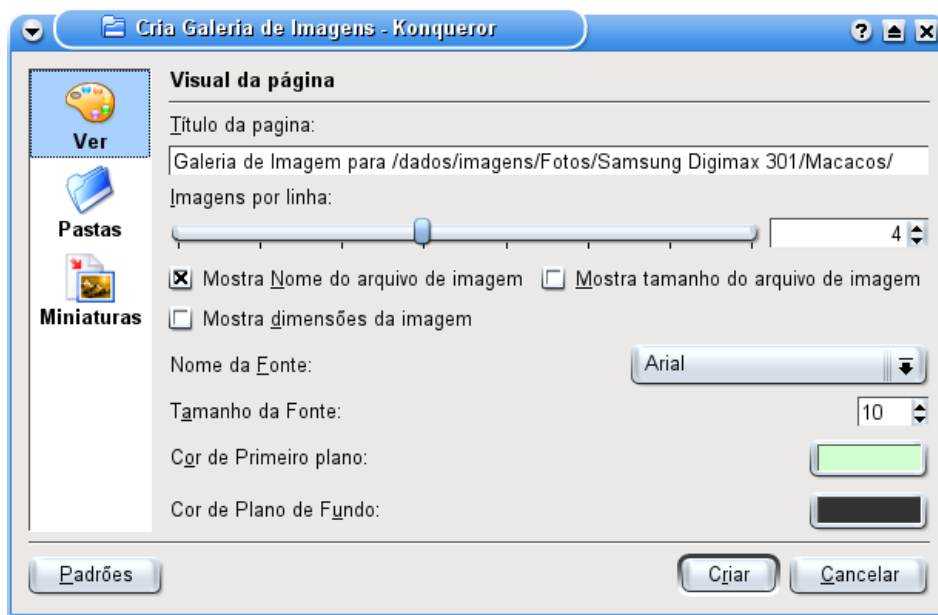 Cria Galeria de Imagens - Konqueror
Ver
Pastas
Miniaturas
Visual da página
Título da pagina:
Galeria de Imagem para /dados/imagens/Fotos/Samsung Digimax 301/Macacos/
Imagens por linha:
4
Mostra Nome do arquivo de imagem
Mostra tamanho do arquivo de imagem
Mostra dimensões da imagem
Nome da Fonte:
Arial
Tamanho da Fonte:
10
Cor de Primeiro plano:
Cor de Plano de Fundo:
Padrões
Criar
Cancelar